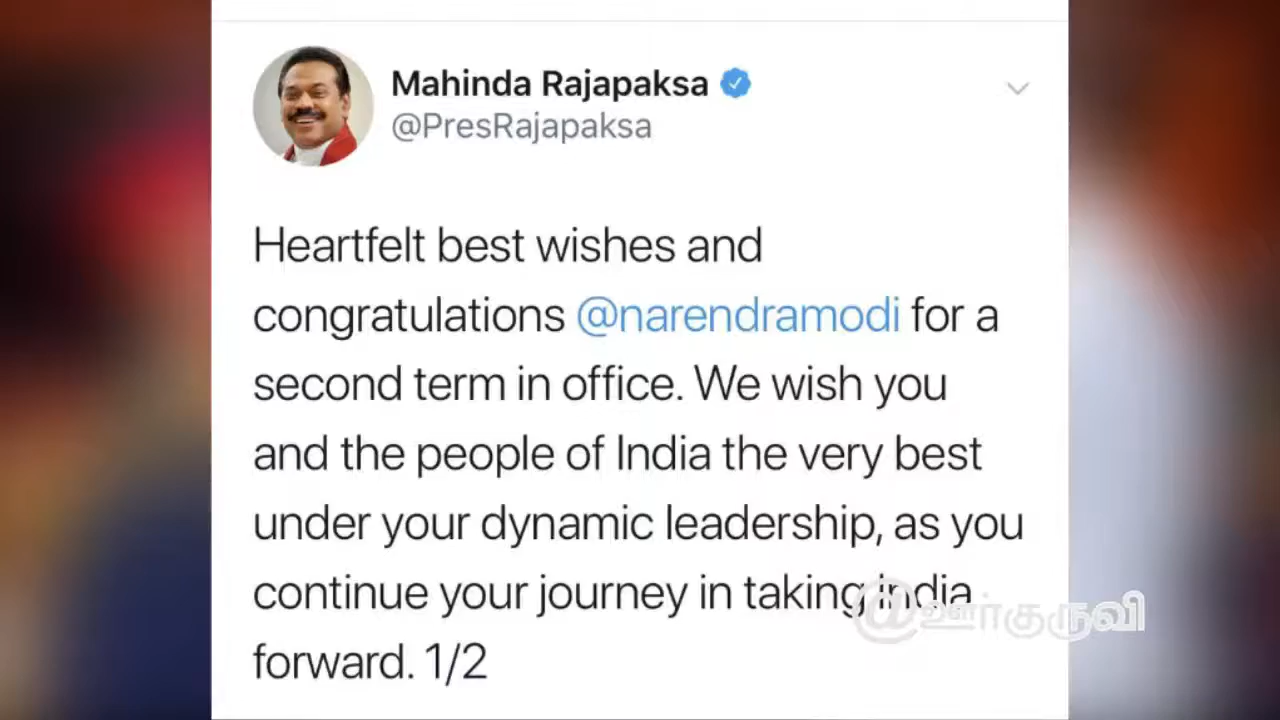 Mahinda Rajapaksa
@PresRajapaksa
Heartfelt best wishes and
congratulations @narendramodi for a
second term in office. We wish you
and the people of India the very best
under your dynamic leadership, as you
continue your journey in taking india
forward. 1/2
@ஊர்குருவி